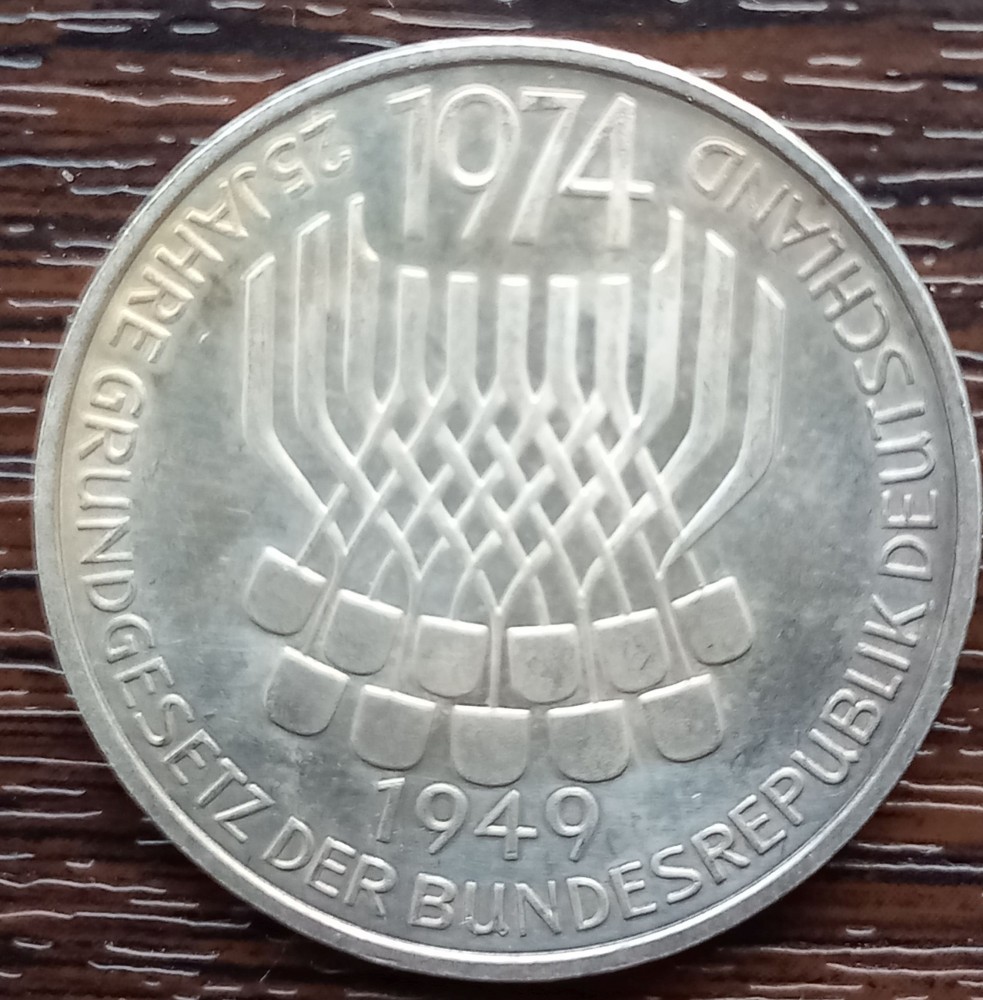 1974
25 JAHRE GRUNDGESETZ DER BUNDESREPUBLIK DEUTSCHLAND
1949